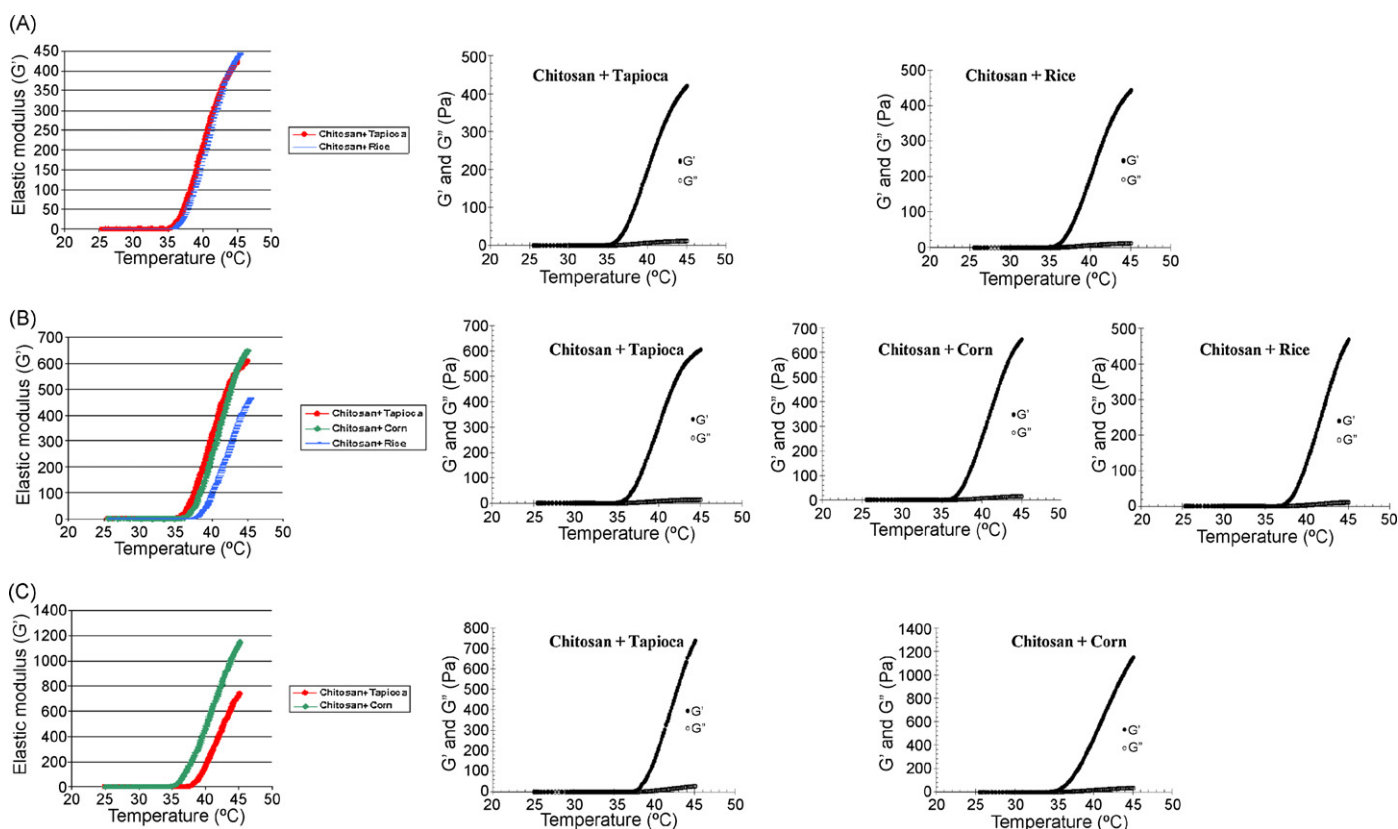 (A)
Elastic modulus (G')
450
400
350
300
250
200
150
100
50
0
20 25 30 35 40 45 50
Temperature (ºC)
Chitosan+Tapioca
Chitosan+Rice
Chitosan + Tapioca
G' and G'' (Pa)
500
400
300
200
100
0
G'
G''
20 25 30 35 40 45 50
Temperature (ºC)
Chitosan + Rice
G' and G'' (Pa)
500
400
300
200
100
0
G'
G''
20 25 30 35 40 45 50
Temperature (ºC)
(B)
Elastic modulus (G')
700
600
500
400
300
200
100
0
20 25 30 35 40 45 50
Temperature (ºC)
Chitosan+Tapioca
Chitosan+Corn
Chitosan+Rice
Chitosan + Tapioca
G' and G'' (Pa)
700
600
500
400
300
200
100
0
G'
G''
20 25 30 35 40 45 50
Temperature (ºC)
Chitosan + Corn
G' and G'' (Pa)
700
600
500
400
300
200
100
0
G'
G''
20 25 30 35 40 45 50
Temperature (ºC)
Chitosan + Rice
G' and G'' (Pa)
500
400
300
200
100
0
G'
G''
20 25 30 35 40 45 50
Temperature (ºC)
(C)
Elastic modulus (G')
1400
1200
1000
800
600
400
200
0
20 25 30 35 40 45 50
Temperature (ºC)
Chitosan+Tapioca
Chitosan+Corn
Chitosan + Tapioca
G' and G'' (Pa)
800
700
600
500
400
300
200
100
0
G'
G''
20 25 30 35 40 45 50
Temperature (ºC)
Chitosan + Corn
G' and G'' (Pa)
1400
1200
1000
800
600
400
200
0
G'
G''
20 25 30 35 40 45 50
Temperature (ºC)